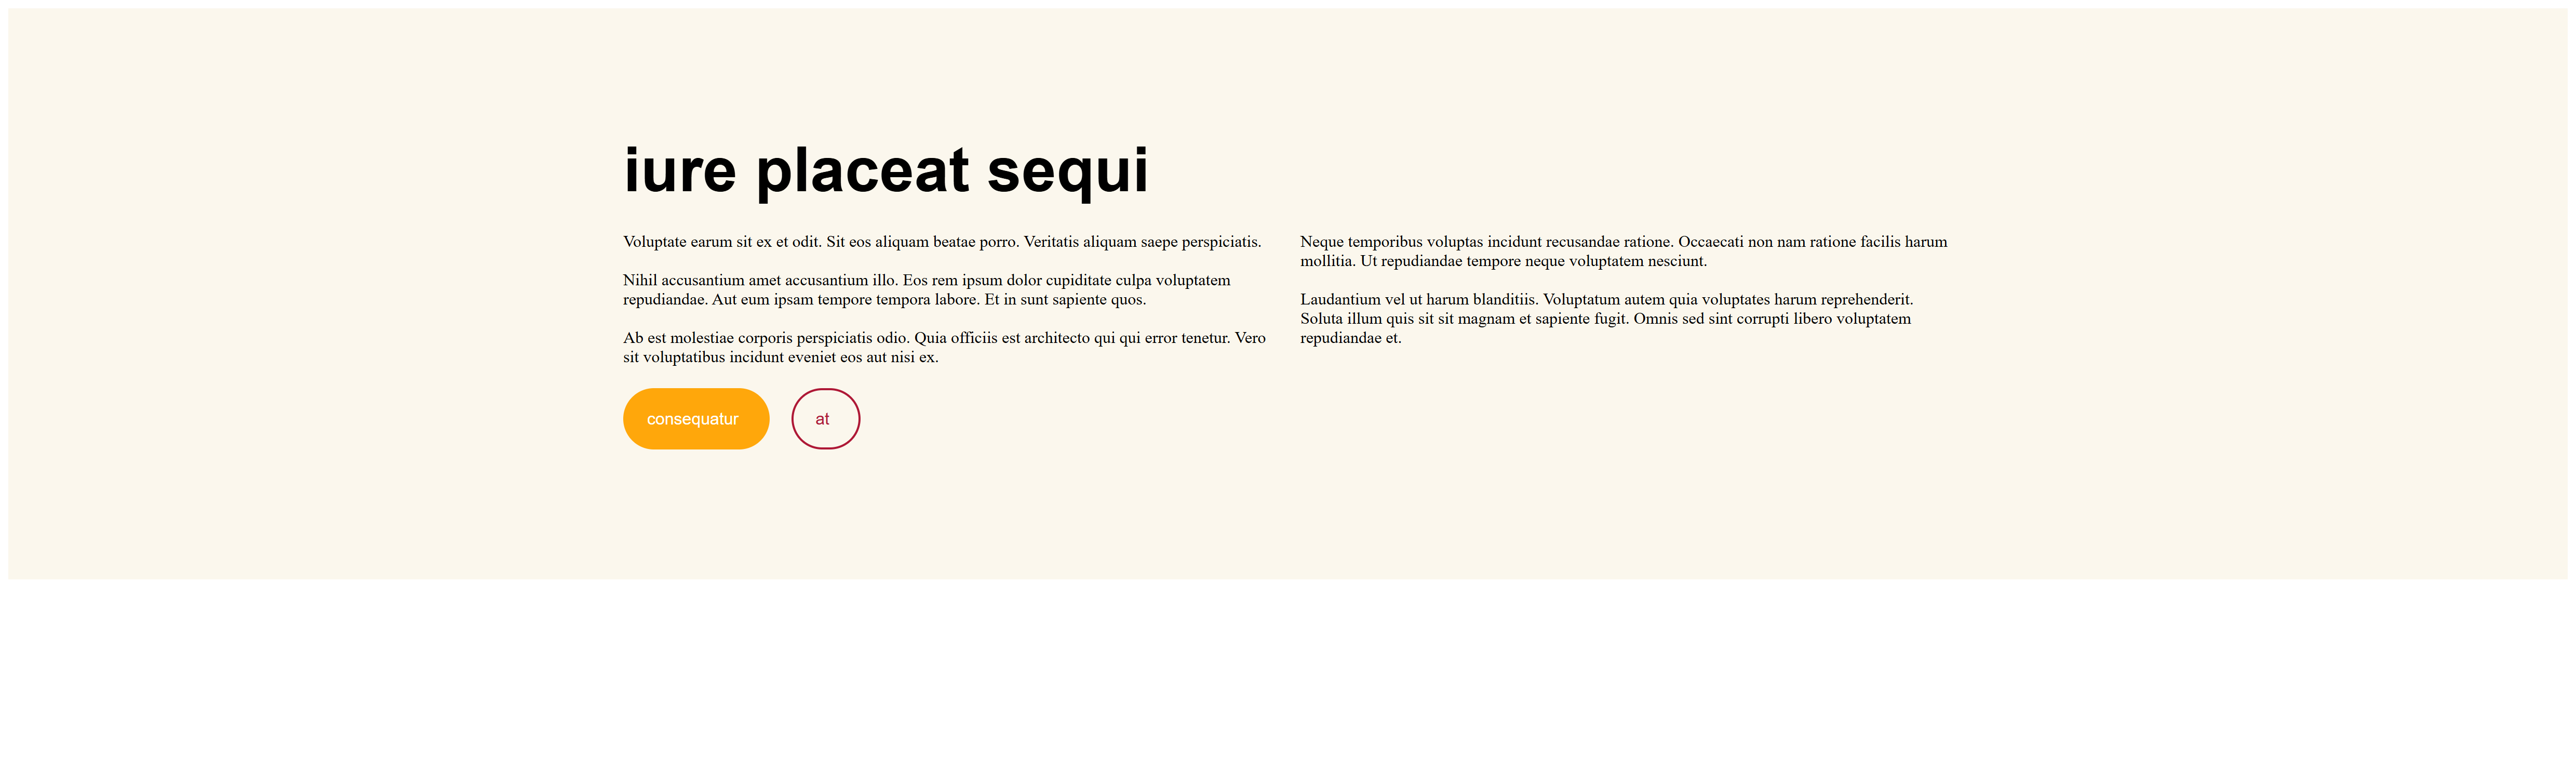 iure placeat sequi
Voluptate earum sit ex et odit. Sit eos aliquam beatae porro. Veritatis aliquam saepe perspiciatis.
Nihil accusantium amet accusantium illo. Eos rem ipsum dolor cupiditate culpa voluptatem
repudiandae. Aut eum ipsam tempore tempora labore. Et in sunt sapiente quos.
Ab est molestiae corporis perspiciatis odio. Quia officiis est architecto qui qui error tenetur. Vero
sit voluptatibus incidunt eveniet eos aut nisi ex.
Neque temporibus voluptas incidunt recusandae ratione. Occaecati non nam ratione facilis harum
mollitia. Ut repudiandae tempore neque voluptatem nesciunt.
Laudantium vel ut harum blanditiis. Voluptatum autem quia voluptates harum reprehenderit.
Soluta illum quis sit sit magnam et sapiente fugit. Omnis sed sint corrupti libero voluptatem
repudiandae et.
consequatur
at